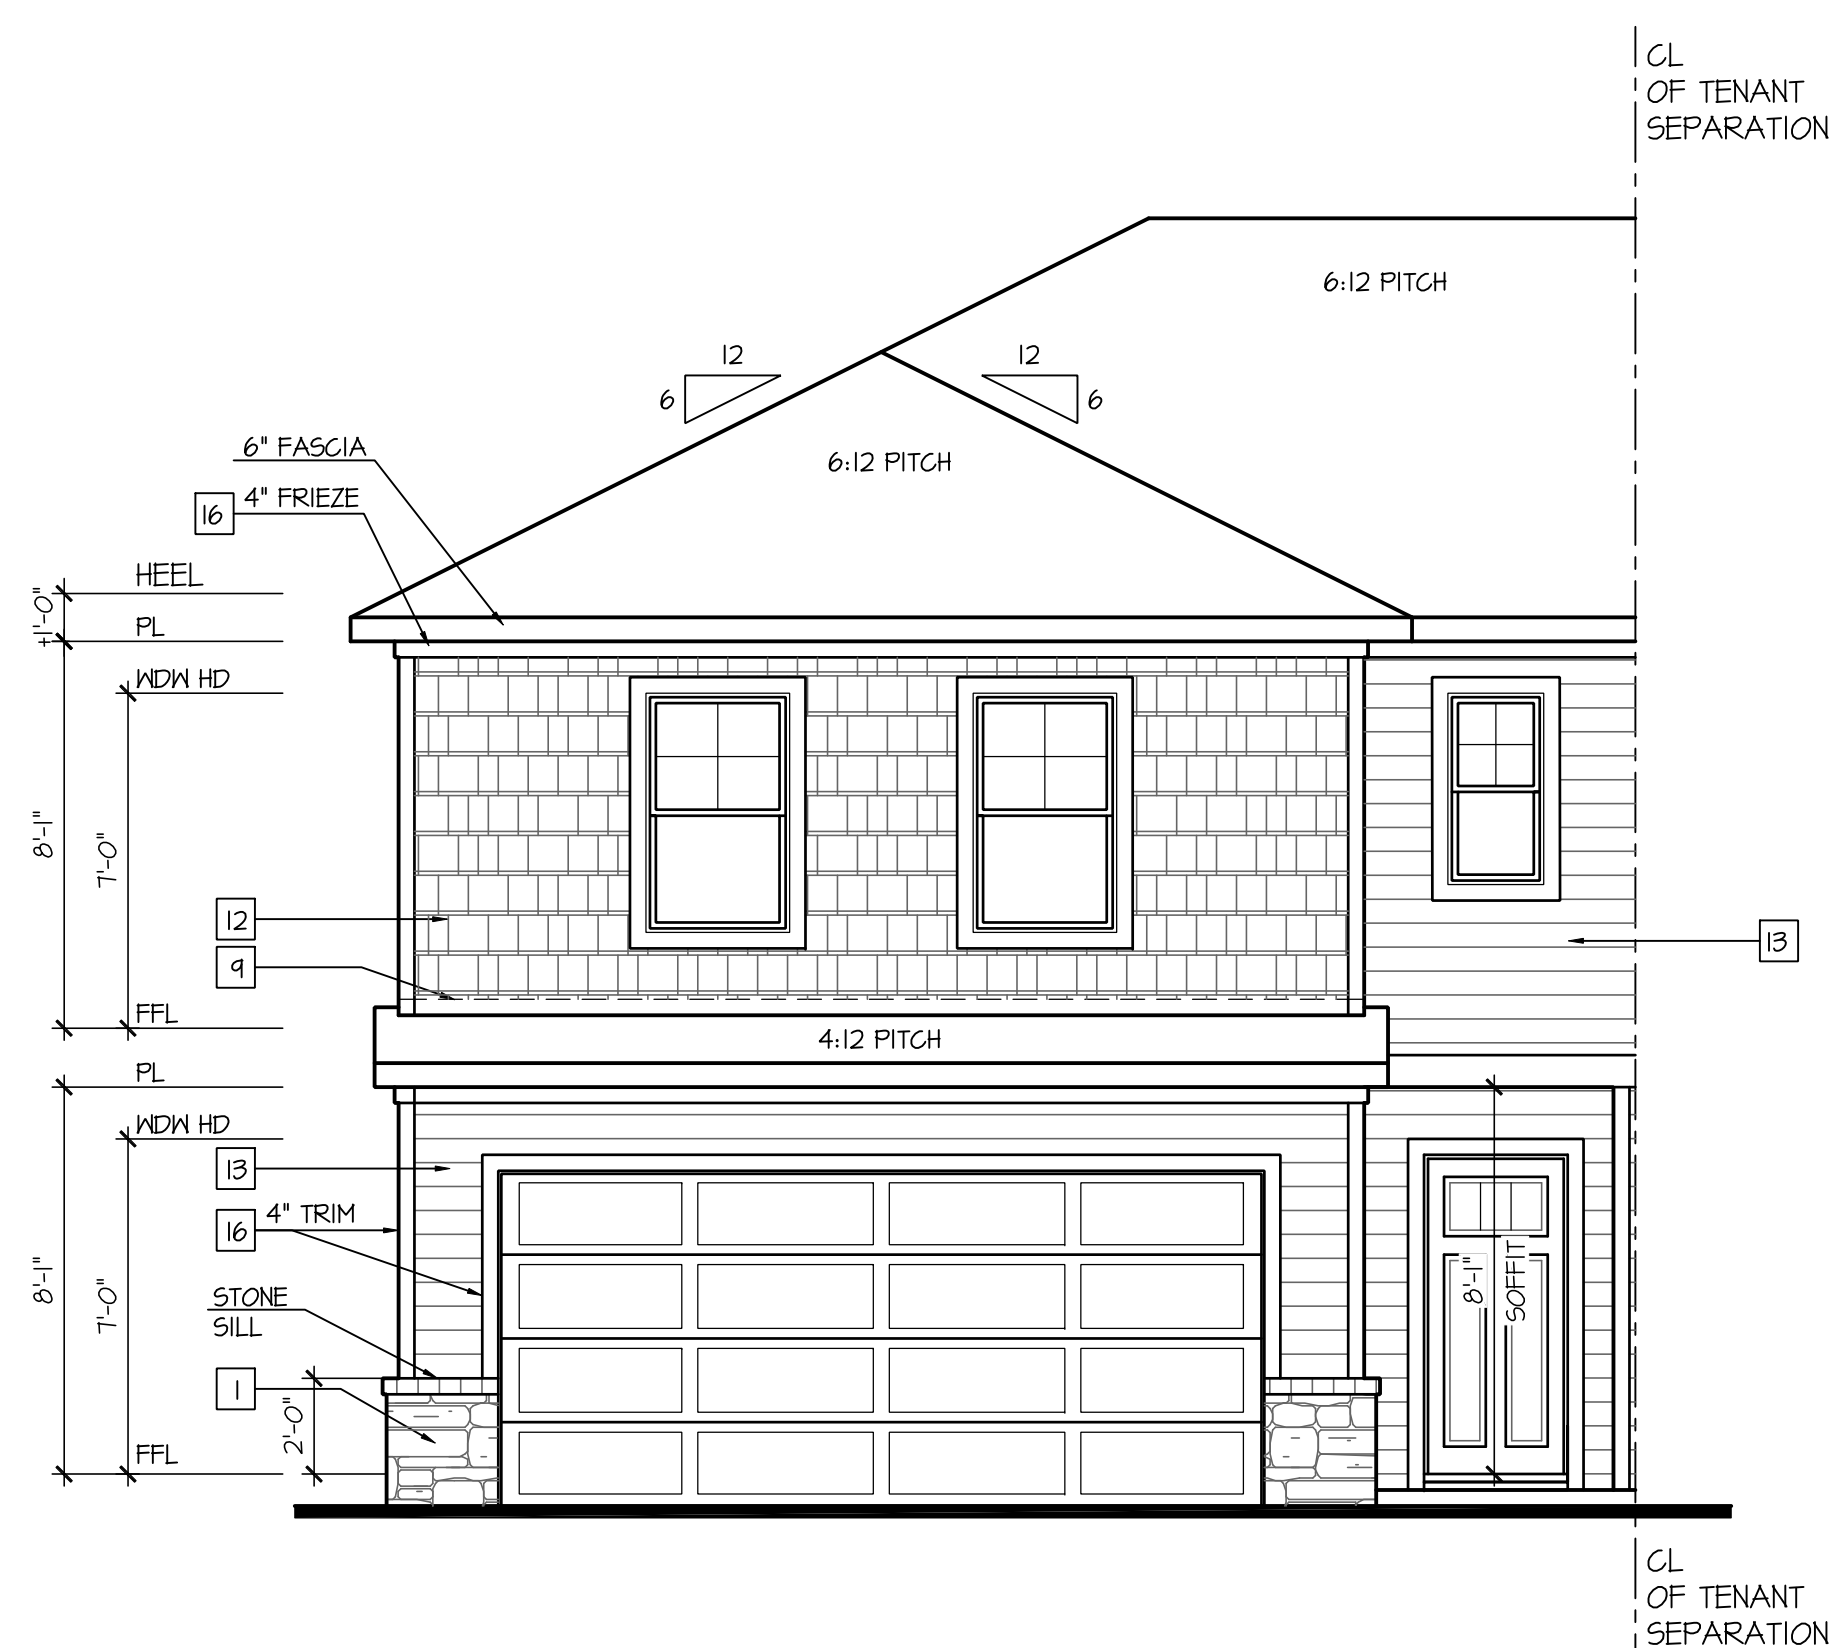 CL
OF TENANT
SEPARATION
6:12 PITCH
12
6
12
6
6:12 PITCH
6" FASCIA
16 4" FRIEZE
HEEL
±1'-0"
PL
WDW HD
8'-1"
7'-0"
12
9
13
FFL
4:12 PITCH
PL
WDW HD
13
16 4" TRIM
8'-1"
7'-0"
STONE
SILL
8'-1"
SOFFIT
1
2'-0"
FFL
CL
OF TENANT
SEPARATION